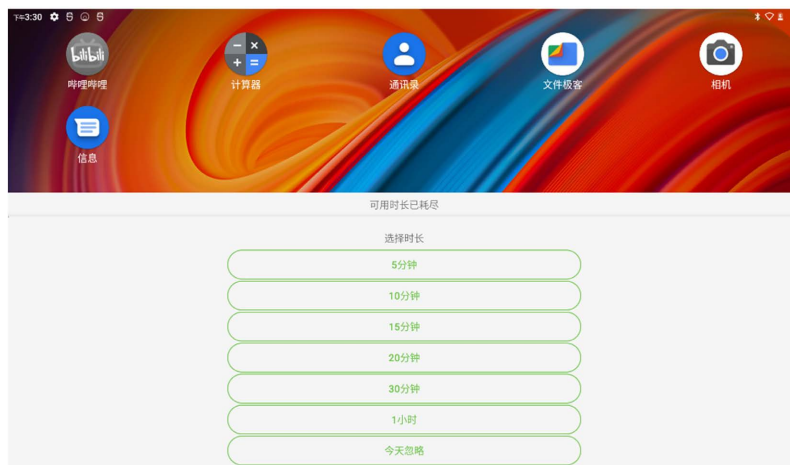 下午3:30
bilibili
哔哩哔哩
计算器
通讯录
文件极客
相机
信息
可用时长已耗尽
选择时长
5分钟
10分钟
15分钟
20分钟
30分钟
1小时
今天忽略